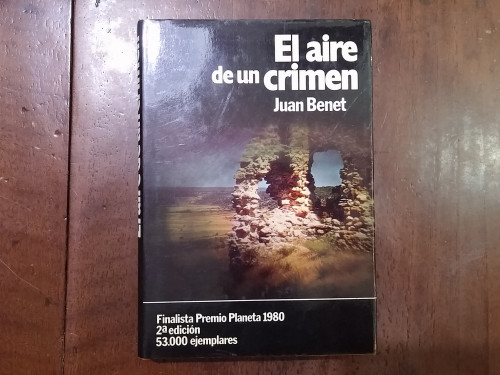 El aire
de un crimen
Juan Benet
Finalista Premio Planeta 1980
2ª edición
53.000 ejemplares